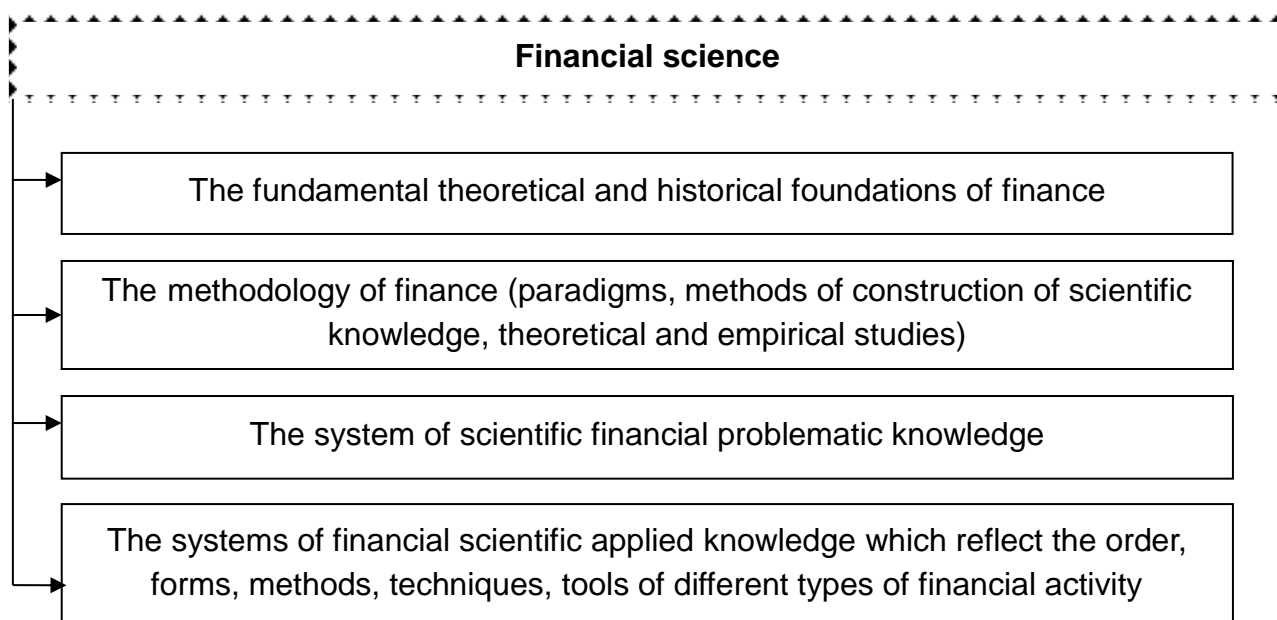 Financial science
The fundamental theoretical and historical foundations of finance
The methodology of finance (paradigms, methods of construction of scientific
knowledge, theoretical and empirical studies)
The system of scientific financial problematic knowledge
The systems of financial scientific applied knowledge which reflect the order,
forms, methods, techniques, tools of different types of financial activity